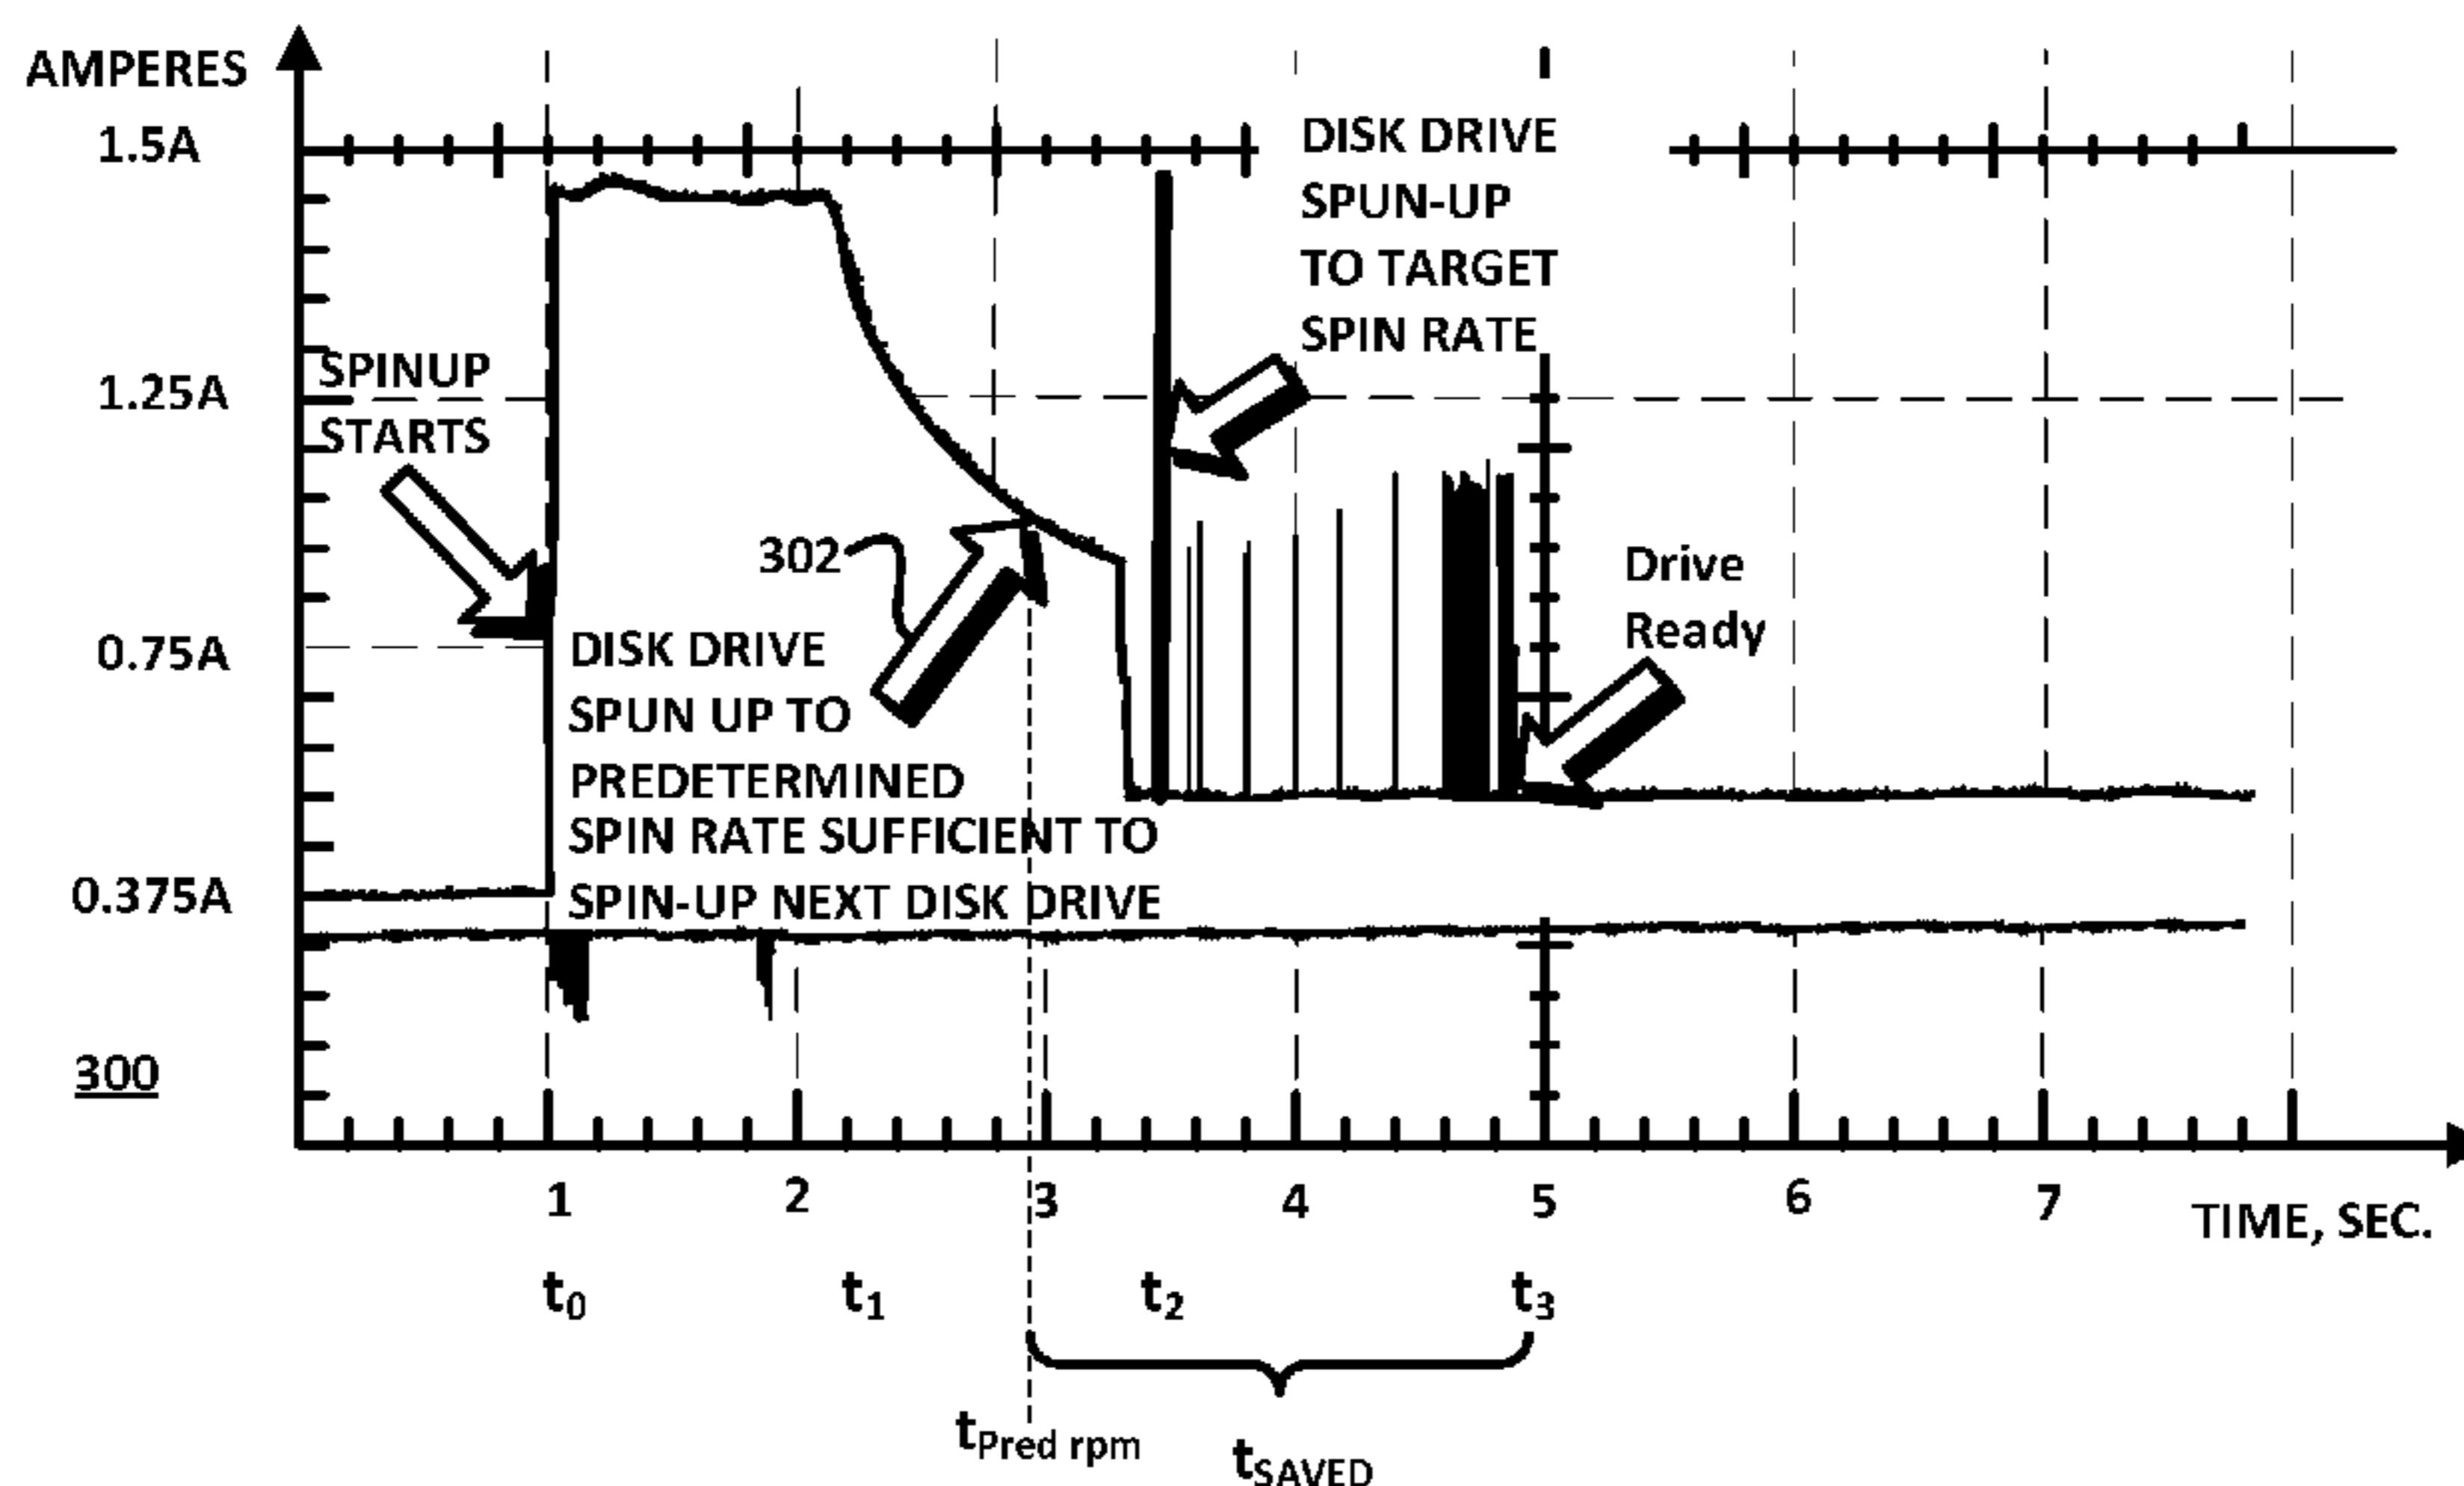 AMPERES
1.5A
1.25A
0.75A
0.375A
300
SPINUP
STARTS
302
DISK DRIVE
SPUN UP TO
PREDETERMINED
SPIN RATE SUFFICIENT TO
SPIN-UP NEXT DISK DRIVE
DISK DRIVE
SPUN-UP
TO TARGET
SPIN RATE
Drive
Ready
1 2 3 4 5 6 7 TIME, SEC.
t0 t1 t2 t3
tPred rpm
tSAVED